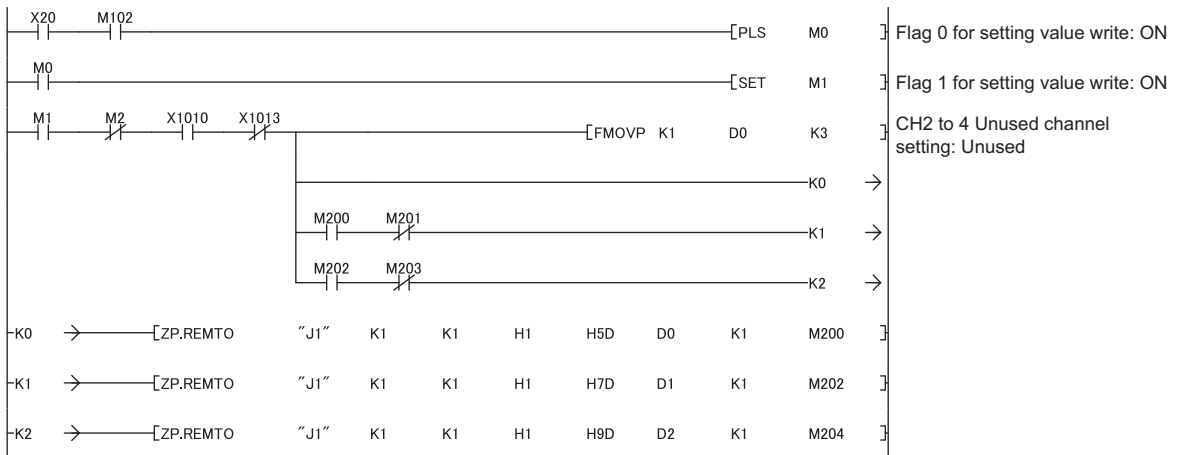 X20 M102
[PLS M0 ] Flag 0 for setting value write: ON
M0
[SET M1 ] Flag 1 for setting value write: ON
M1 M2 X1010 X1013
[FMOVP K1 D0 K3 ] CH2 to 4 Unused channel
setting: Unused
K0
M200 M201
K1
M202 M203
K2
K0 [ZP.REMTO "J1" K1 K1 H1 H5D D0 K1 M200 ]
K1 [ZP.REMTO "J1" K1 K1 H1 H7D D1 K1 M202 ]
K2 [ZP.REMTO "J1" K1 K1 H1 H9D D2 K1 M204 ]